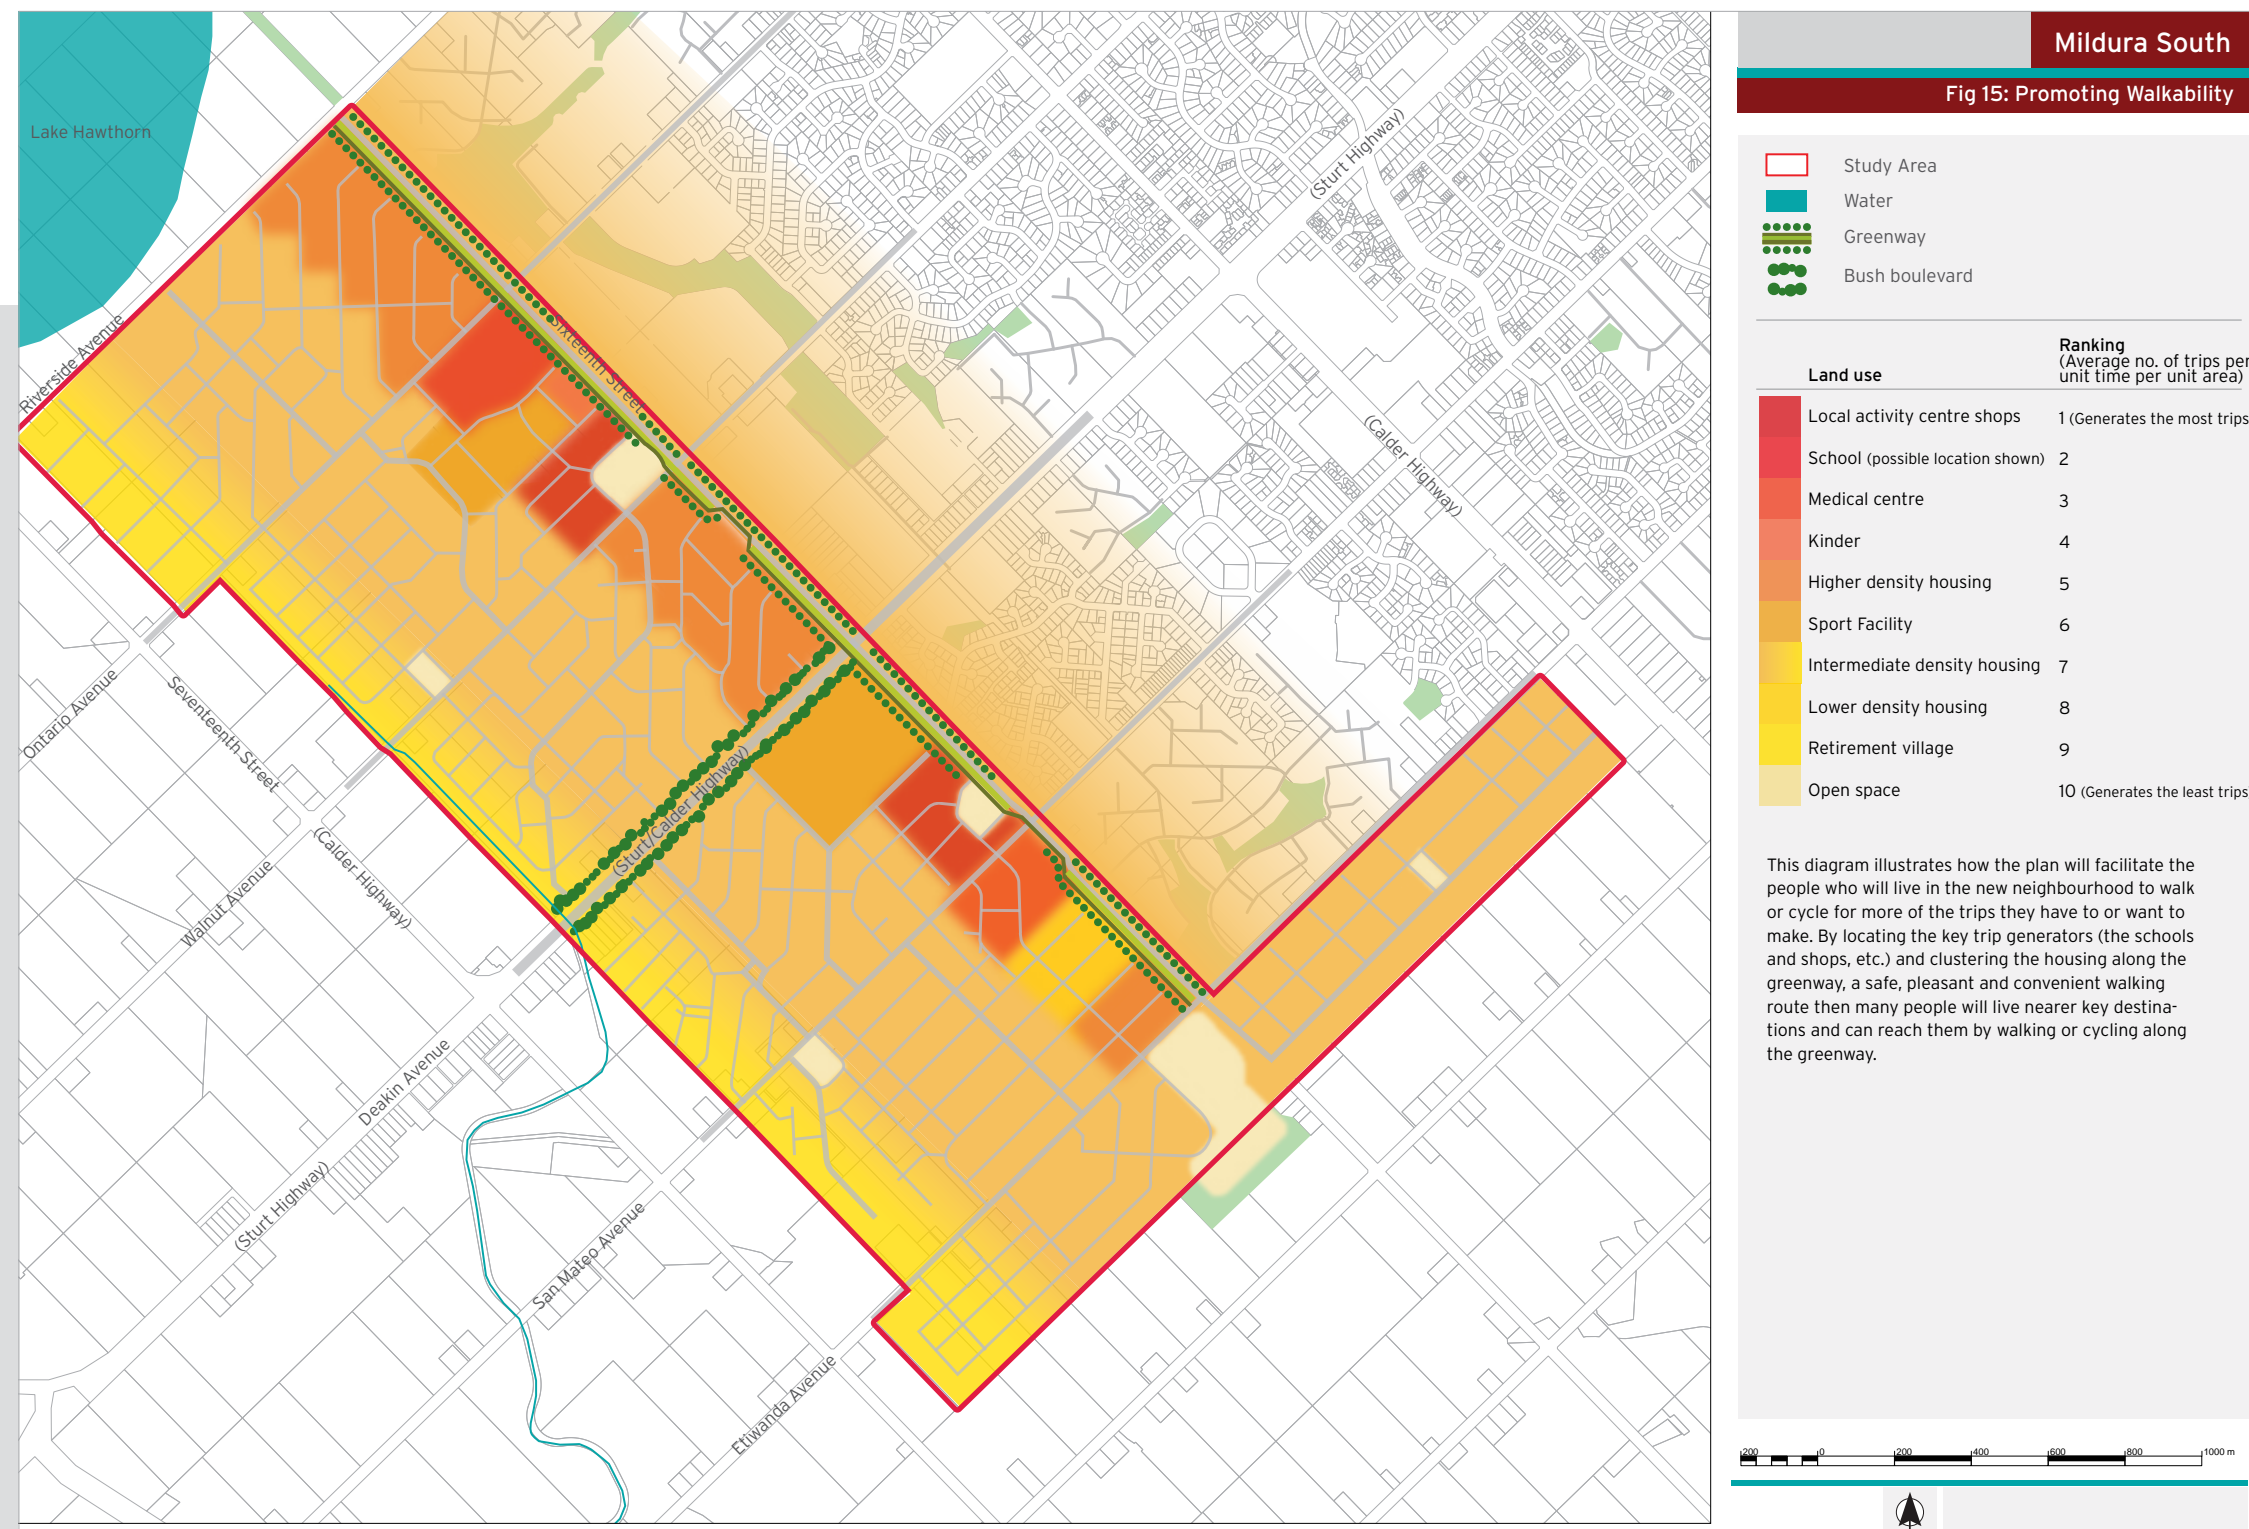 Mildura South
Fig 15: Promoting Walkability
Study Area
Water
Greenway
Bush boulevard
Land use
Ranking
(Average no. of trips per
unit time per unit area)
Local activity centre shops 1 (Generates the most trips
School (possible location shown) 2
Medical centre 3
Kinder 4
Higher density housing 5
Sport Facility 6
Intermediate density housing 7
Lower density housing 8
Retirement village 9
Open space 10 (Generates the least trips
This diagram illustrates how the plan will facilitate the
people who will live in the new neighbourhood to walk
or cycle for more of the trips they have to or want to
make. By locating the key trip generators (the schools
and shops, etc.) and clustering the housing along the
greenway, a safe, pleasant and convenient walking
route then many people will live nearer key destina-
tions and can reach them by walking or cycling along
the greenway.
200 0 200 400 600 800 1000 m
Lake Hawthorn
Riverside Avenue
Sixteenth Street
(Sturt Highway)
(Calder Highway)
Ontario Avenue
Seventeenth Street
(Sturt/Calder Highway)
Walnut Avenue
(Calder Highway)
Deakin Avenue
(Sturt Highway)
San Mateo Avenue
Etiwanda Avenue